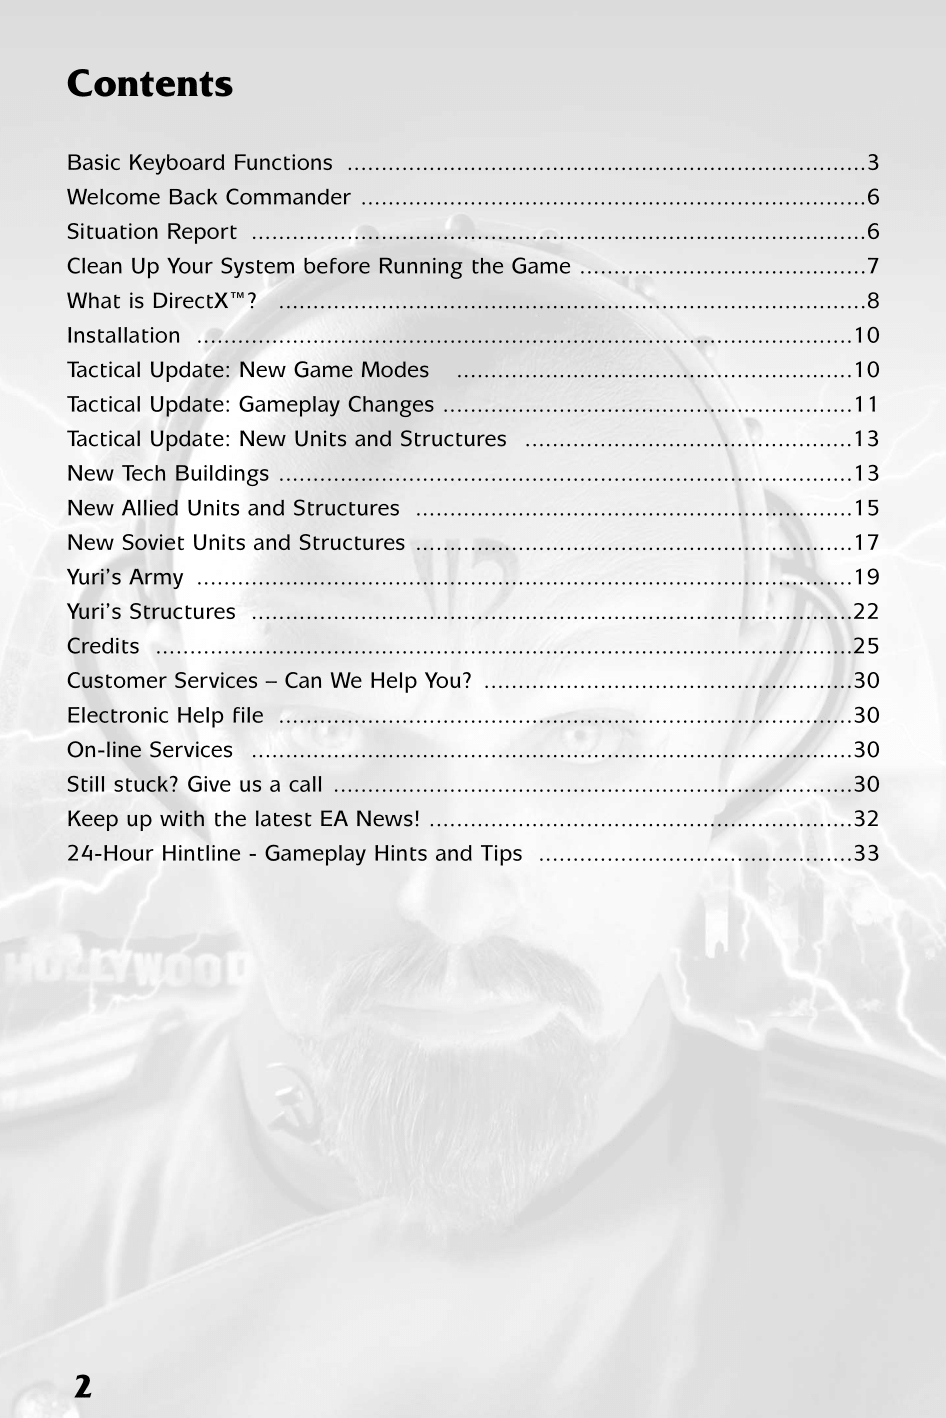 Contents
Basic Keyboard Functions ............................................................................3
Welcome Back Commander ..........................................................................6
Situation Report ..........................................................................................6
Clean Up Your System before Running the Game ..........................................7
What is DirectX™? ......................................................................................8
Installation ................................................................................................10
Tactical Update: New Game Modes ..........................................................10
Tactical Update: Gameplay Changes ............................................................11
Tactical Update: New Units and Structures ................................................13
New Tech Buildings ....................................................................................13
New Allied Units and Structures ................................................................15
New Soviet Units and Structures ................................................................17
Yuri’s Army ................................................................................................19
Yuri’s Structures ........................................................................................22
Credits ......................................................................................................25
Customer Services – Can We Help You? ......................................................30
Electronic Help file ....................................................................................30
On-line Services ........................................................................................30
Still stuck? Give us a call ............................................................................30
Keep up with the latest EA News! ..............................................................32
24-Hour Hintline - Gameplay Hints and Tips ..............................................33
HOLLYWOOD
2